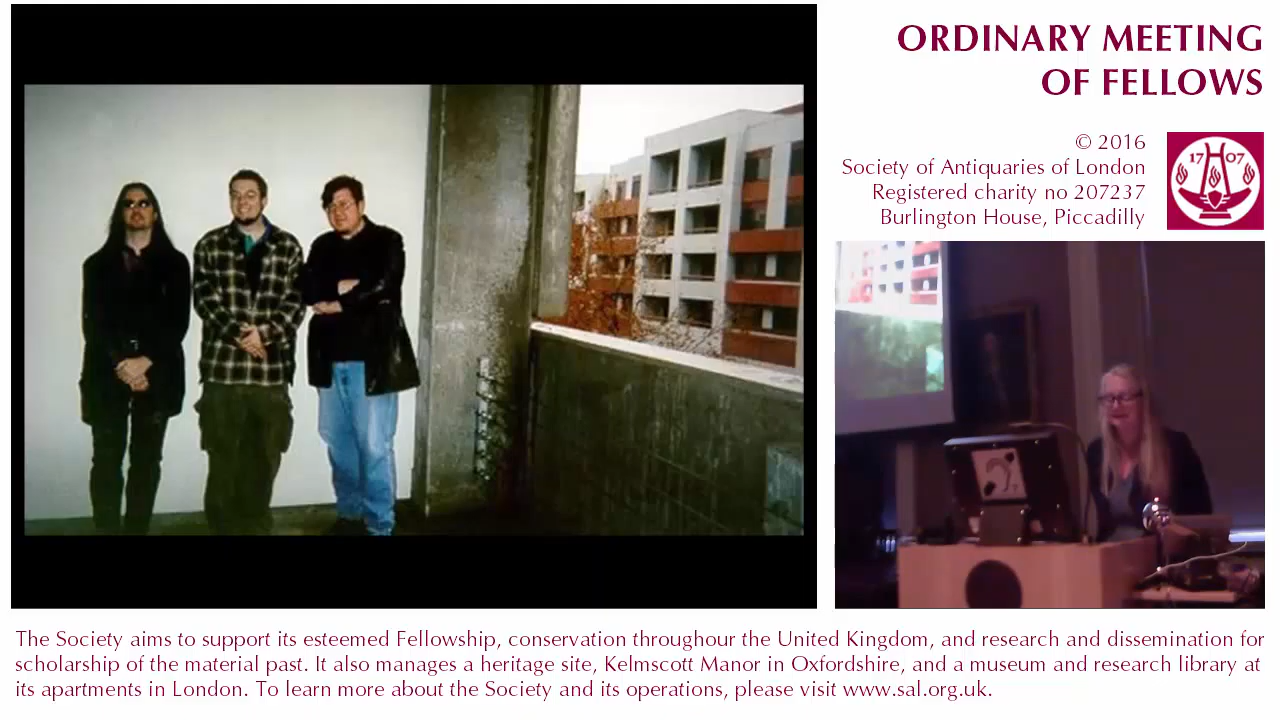 ORDINARY MEETING
OF FELLOWS
© 2016
Society of Antiquaries of London
Registered charity no 207237
Burlington House, Piccadilly
17 07
The Society aims to support its esteemed Fellowship, conservation throughour the United Kingdom, and research and dissemination for
scholarship of the material past. It also manages a heritage site, Kelmscott Manor in Oxfordshire, and a museum and research library at
its apartments in London. To learn more about the Society and its operations, please visit www.sal.org.uk.